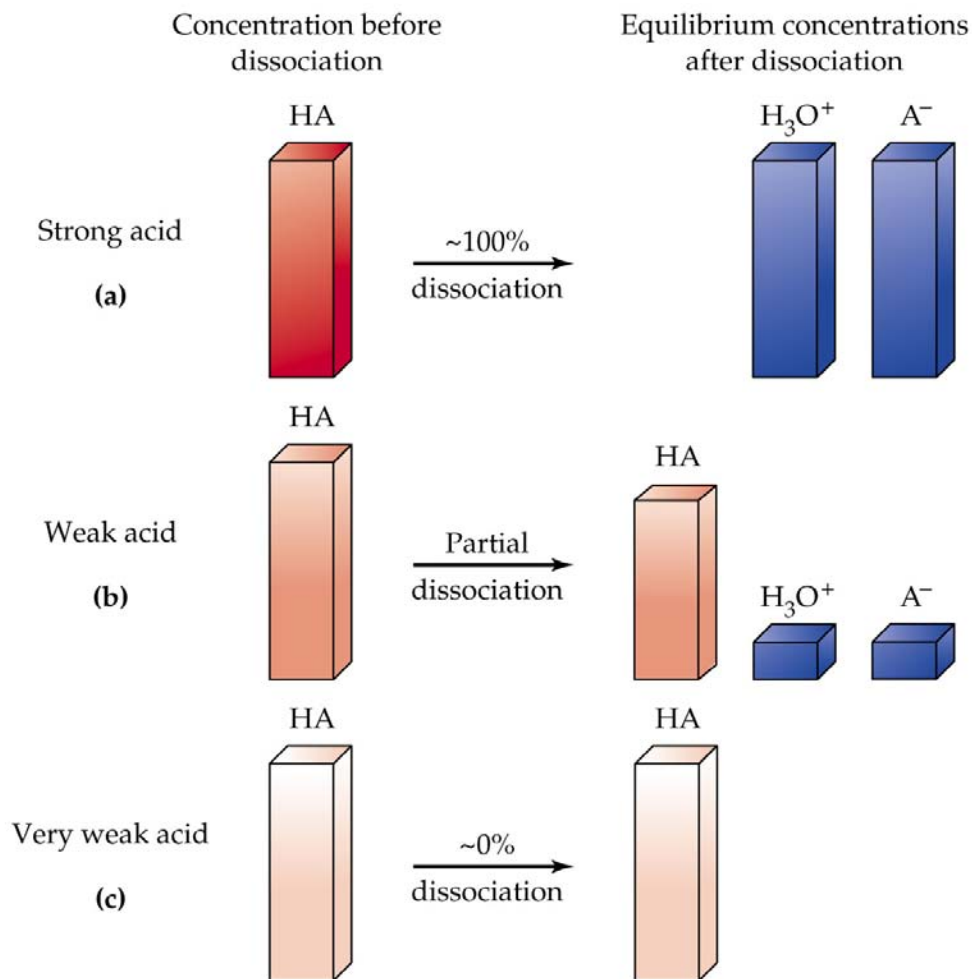 Concentration before
dissociation
Equilibrium concentrations
after dissociation
HA
H₃O⁺
A⁻
Strong acid
(a)
~100%
dissociation
HA
HA
Weak acid
(b)
Partial
dissociation
H₃O⁺
A⁻
HA
HA
Very weak acid
(c)
~0%
dissociation